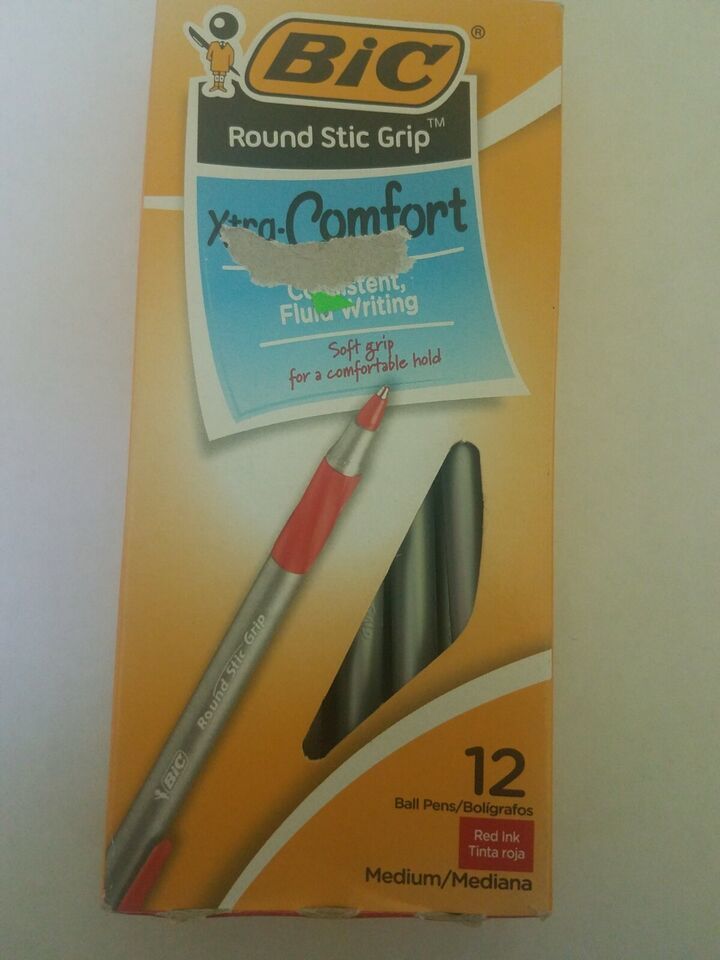 BiC®
Round Stic Grip™
Xtra-Comfort
Fluid Writing
Soft grip
for a comfortable hold
Round Stic Grip
BIC
12
Ball Pens/Bolígrafos
Red Ink
Tinta roja
Medium/Mediana